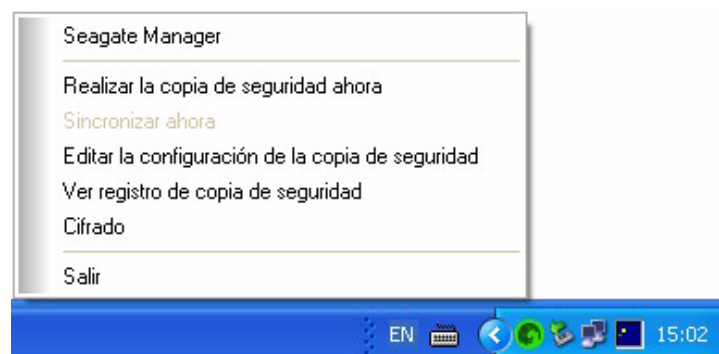 Seagate Manager
Realizar la copia de seguridad ahora
Sincronizar ahora
Editar la configuración de la copia de seguridad
Ver registro de copia de seguridad
Cifrado
Salir
EN 15:02